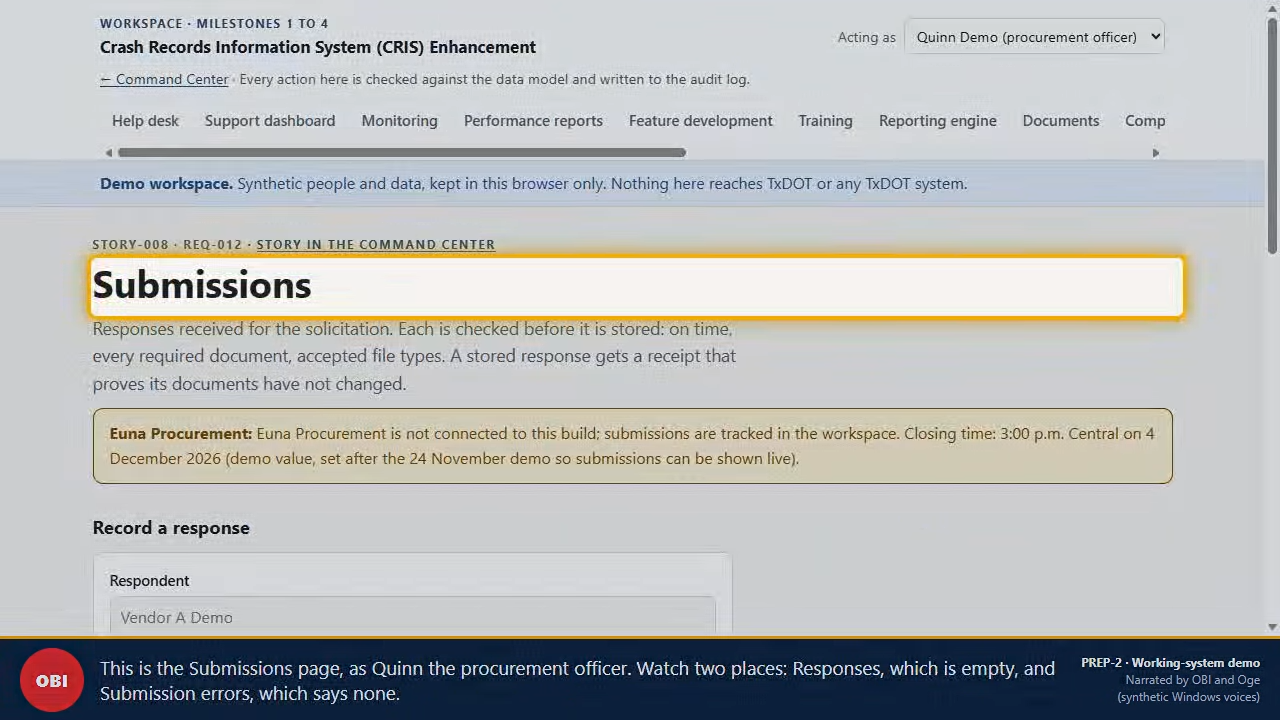 WORKSPACE · MILESTONES 1 TO 4
Crash Records Information System (CRIS) Enhancement
Acting as
Quinn Demo (procurement officer)
← Command Center · Every action here is checked against the data model and written to the audit log.
Help desk Support dashboard Monitoring Performance reports Feature development Training Reporting engine Documents Comp
Demo workspace. Synthetic people and data, kept in this browser only. Nothing here reaches TxDOT or any TxDOT system.
STORY-008 · REQ-012 · STORY IN THE COMMAND CENTER
Submissions
Responses received for the solicitation. Each is checked before it is stored: on time,
every required document, accepted file types. A stored response gets a receipt that
proves its documents have not changed.
Euna Procurement: Euna Procurement is not connected to this build; submissions are tracked in the workspace. Closing time: 3:00 p.m. Central on 4
December 2026 (demo value, set after the 24 November demo so submissions can be shown live).
Record a response
Respondent
Vendor A Demo
OBI
This is the Submissions page, as Quinn the procurement officer. Watch two places: Responses, which is empty, and
Submission errors, which says none.
PREP-2 · Working-system demo
Narrated by OBI and Oge
(synthetic Windows voices)